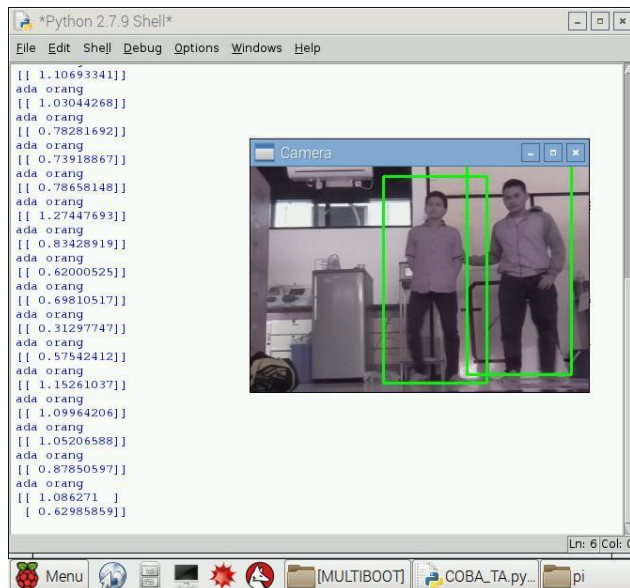 *Python 2.7.9 Shell*
File Edit Shell Debug Options Windows Help
[[ 1.10693341]]
ada orang
[[ 1.03044268]]
ada orang
[[ 0.78281692]]
ada orang
[[ 0.73918867]]
ada orang
[[ 0.78658148]]
ada orang
[[ 1.27447693]]
ada orang
[[ 0.83428919]]
ada orang
[[ 0.62000525]]
ada orang
[[ 0.69810517]]
ada orang
[[ 0.31297747]]
ada orang
[[ 0.57542412]]
ada orang
[[ 1.15261037]]
ada orang
[[ 1.09964206]]
ada orang
[[ 1.05206588]]
ada orang
[[ 0.87850597]]
ada orang
[[ 1.086271  ]
 [ 0.62985859]]
Camera
Ln: 6 Col: 0
Menu [MULTIBOOT] COBA_TA.py... pi